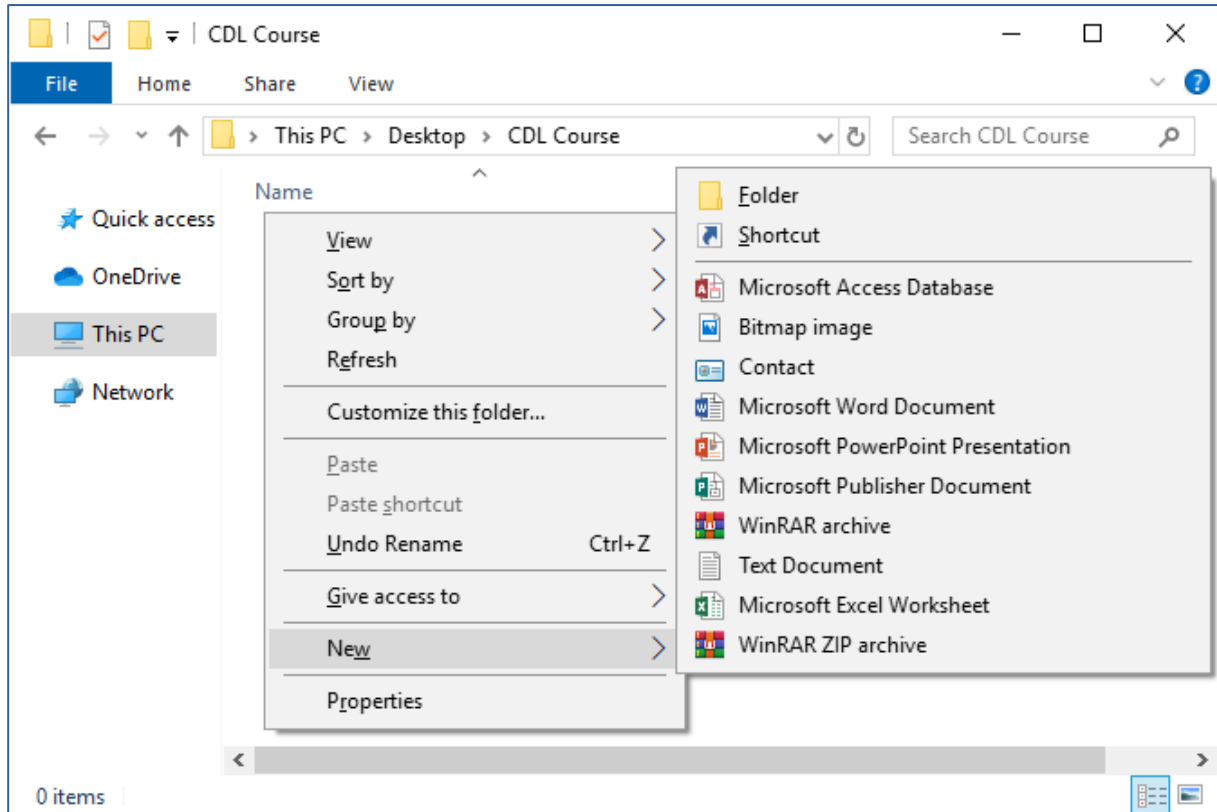 CDL Course
File Home Share View
This PC > Desktop > CDL Course
Search CDL Course
Quick access
OneDrive
This PC
Network
Name
View
Sort by
Group by
Refresh
Customize this folder...
Paste
Paste shortcut
Undo Rename Ctrl+Z
Give access to
New
Properties
Folder
Shortcut
Microsoft Access Database
Bitmap image
Contact
Microsoft Word Document
Microsoft PowerPoint Presentation
Microsoft Publisher Document
WinRAR archive
Text Document
Microsoft Excel Worksheet
WinRAR ZIP archive
0 items